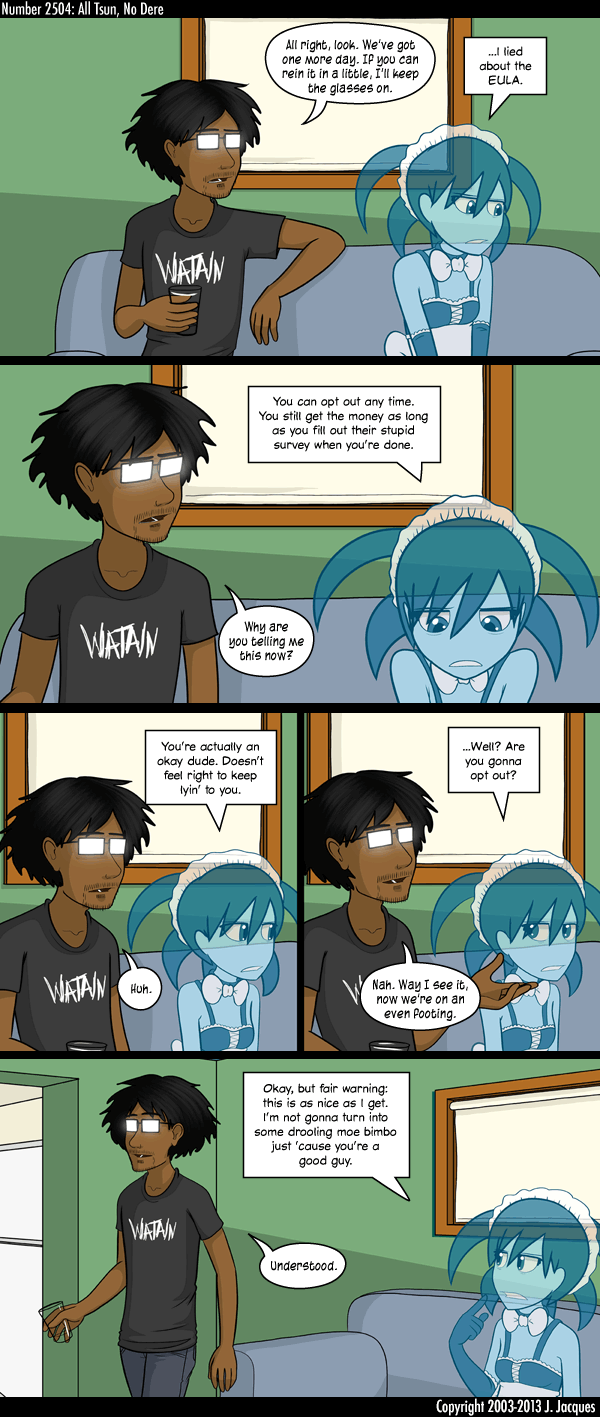 Number 2504: All Tsun, No Dere
All right, look. We've got
one more day. If you can
rein it in a little, I'll keep
the glasses on.
...I lied
about the
EULA.
WATAIN
You can opt out any time.
You still get the money as long
as you fill out their stupid
survey when you're done.
Why are
you telling me
this now?
WATAIN
You're actually an
okay dude. Doesn't
feel right to keep
lyin' to you.
Huh.
WATAIN
...Well? Are
you gonna
opt out?
Nah. Way I see it,
now we're on an
even footing.
W
Okay, but fair warning:
this is as nice as I get.
I'm not gonna turn into
some drooling moe bimbo
just 'cause you're a
good guy.
Understood.
WATAIN
Copyright 2003-2013 J. Jacques